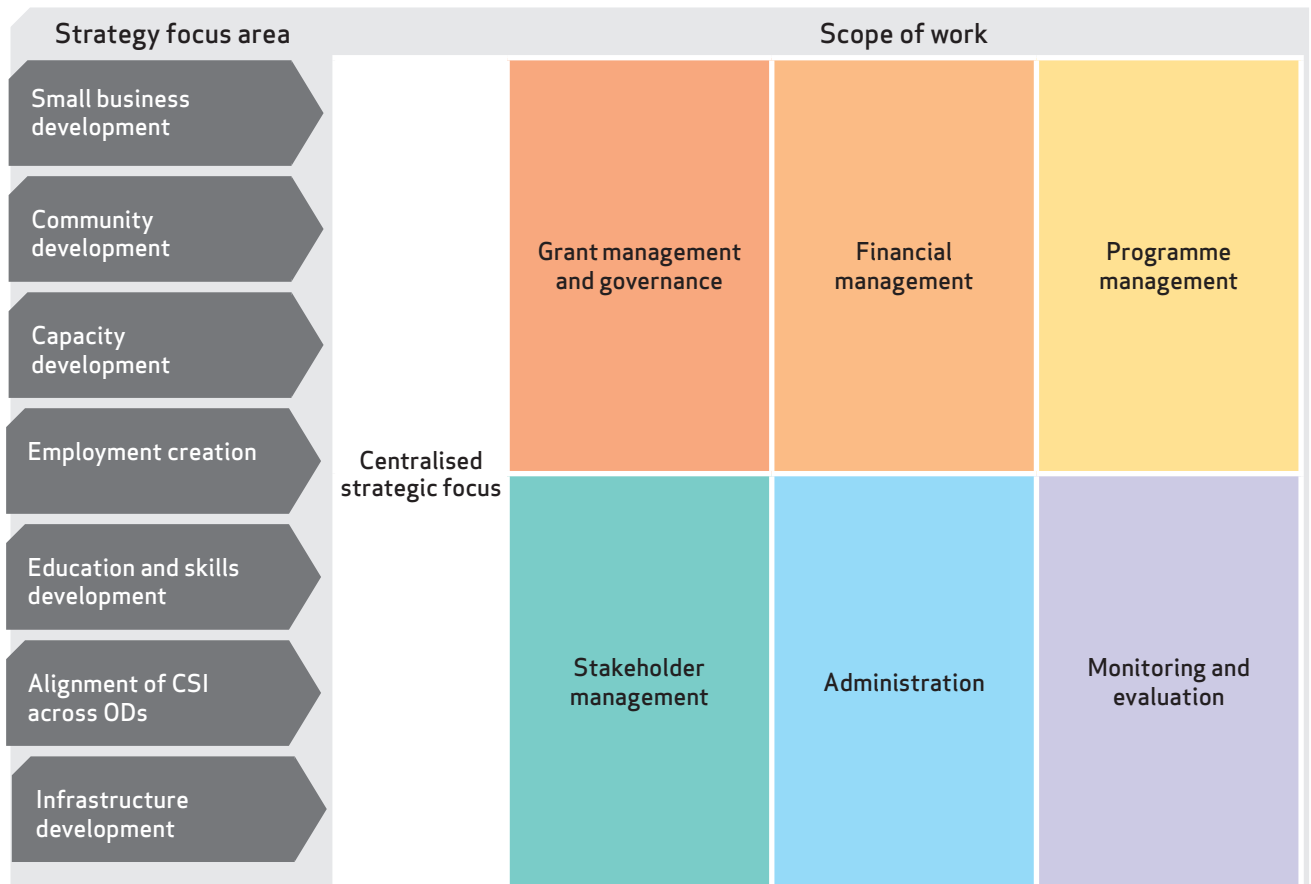 Strategy focus area
Scope of work
Small business
development
Community
development
Capacity
development
Employment creation
Education and skills
development
Alignment of CSI
across ODs
Infrastructure
development
Centralised
strategic focus
Grant management
and governance
Financial
management
Programme
management
Stakeholder
management
Administration
Monitoring and
evaluation